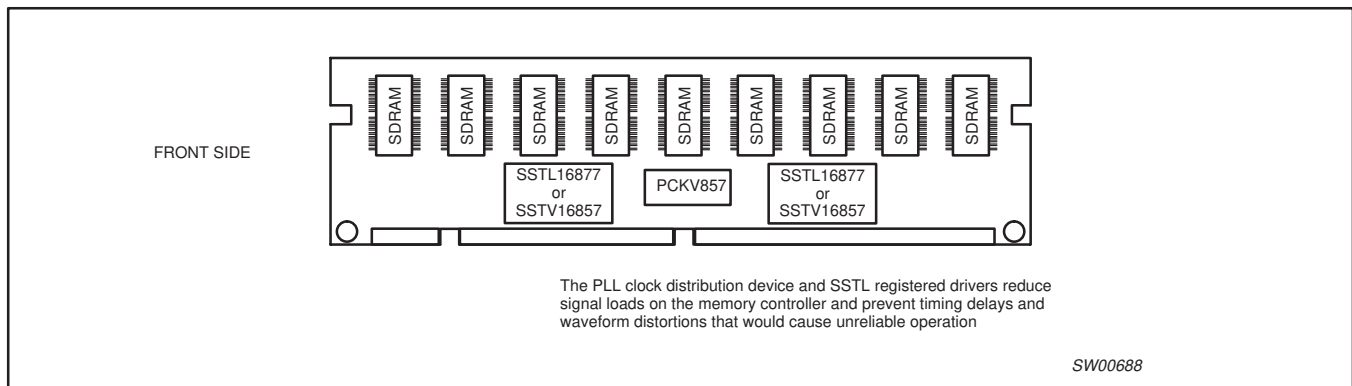 SDRAM SDRAM SDRAM SDRAM SDRAM SDRAM SDRAM SDRAM SDRAM
FRONT SIDE
SSTL16877
or
SSTV16857
PCKV857
SSTL16877
or
SSTV16857
The PLL clock distribution device and SSTL registered drivers reduce
signal loads on the memory controller and prevent timing delays and
waveform distortions that would cause unreliable operation
SW00688